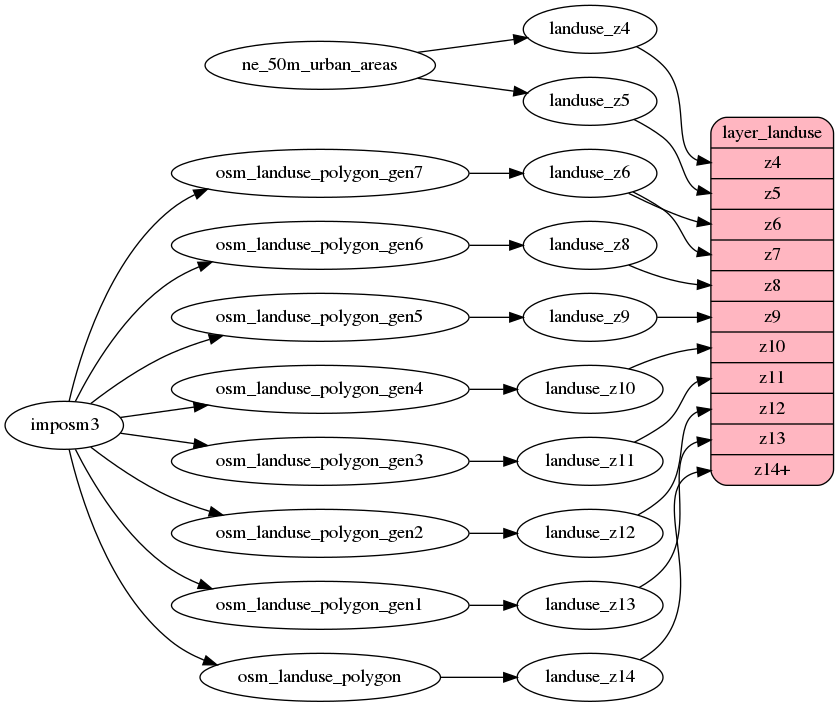 landuse_z4
ne_50m_urban_areas
landuse_z5
layer_landuse
z4
z5
z6
z7
z8
z9
z10
z11
z12
z13
z14+
osm_landuse_polygon_gen7
landuse_z6
osm_landuse_polygon_gen6
landuse_z8
osm_landuse_polygon_gen5
landuse_z9
osm_landuse_polygon_gen4
landuse_z10
imposm3
osm_landuse_polygon_gen3
landuse_z11
osm_landuse_polygon_gen2
landuse_z12
osm_landuse_polygon_gen1
landuse_z13
osm_landuse_polygon
landuse_z14